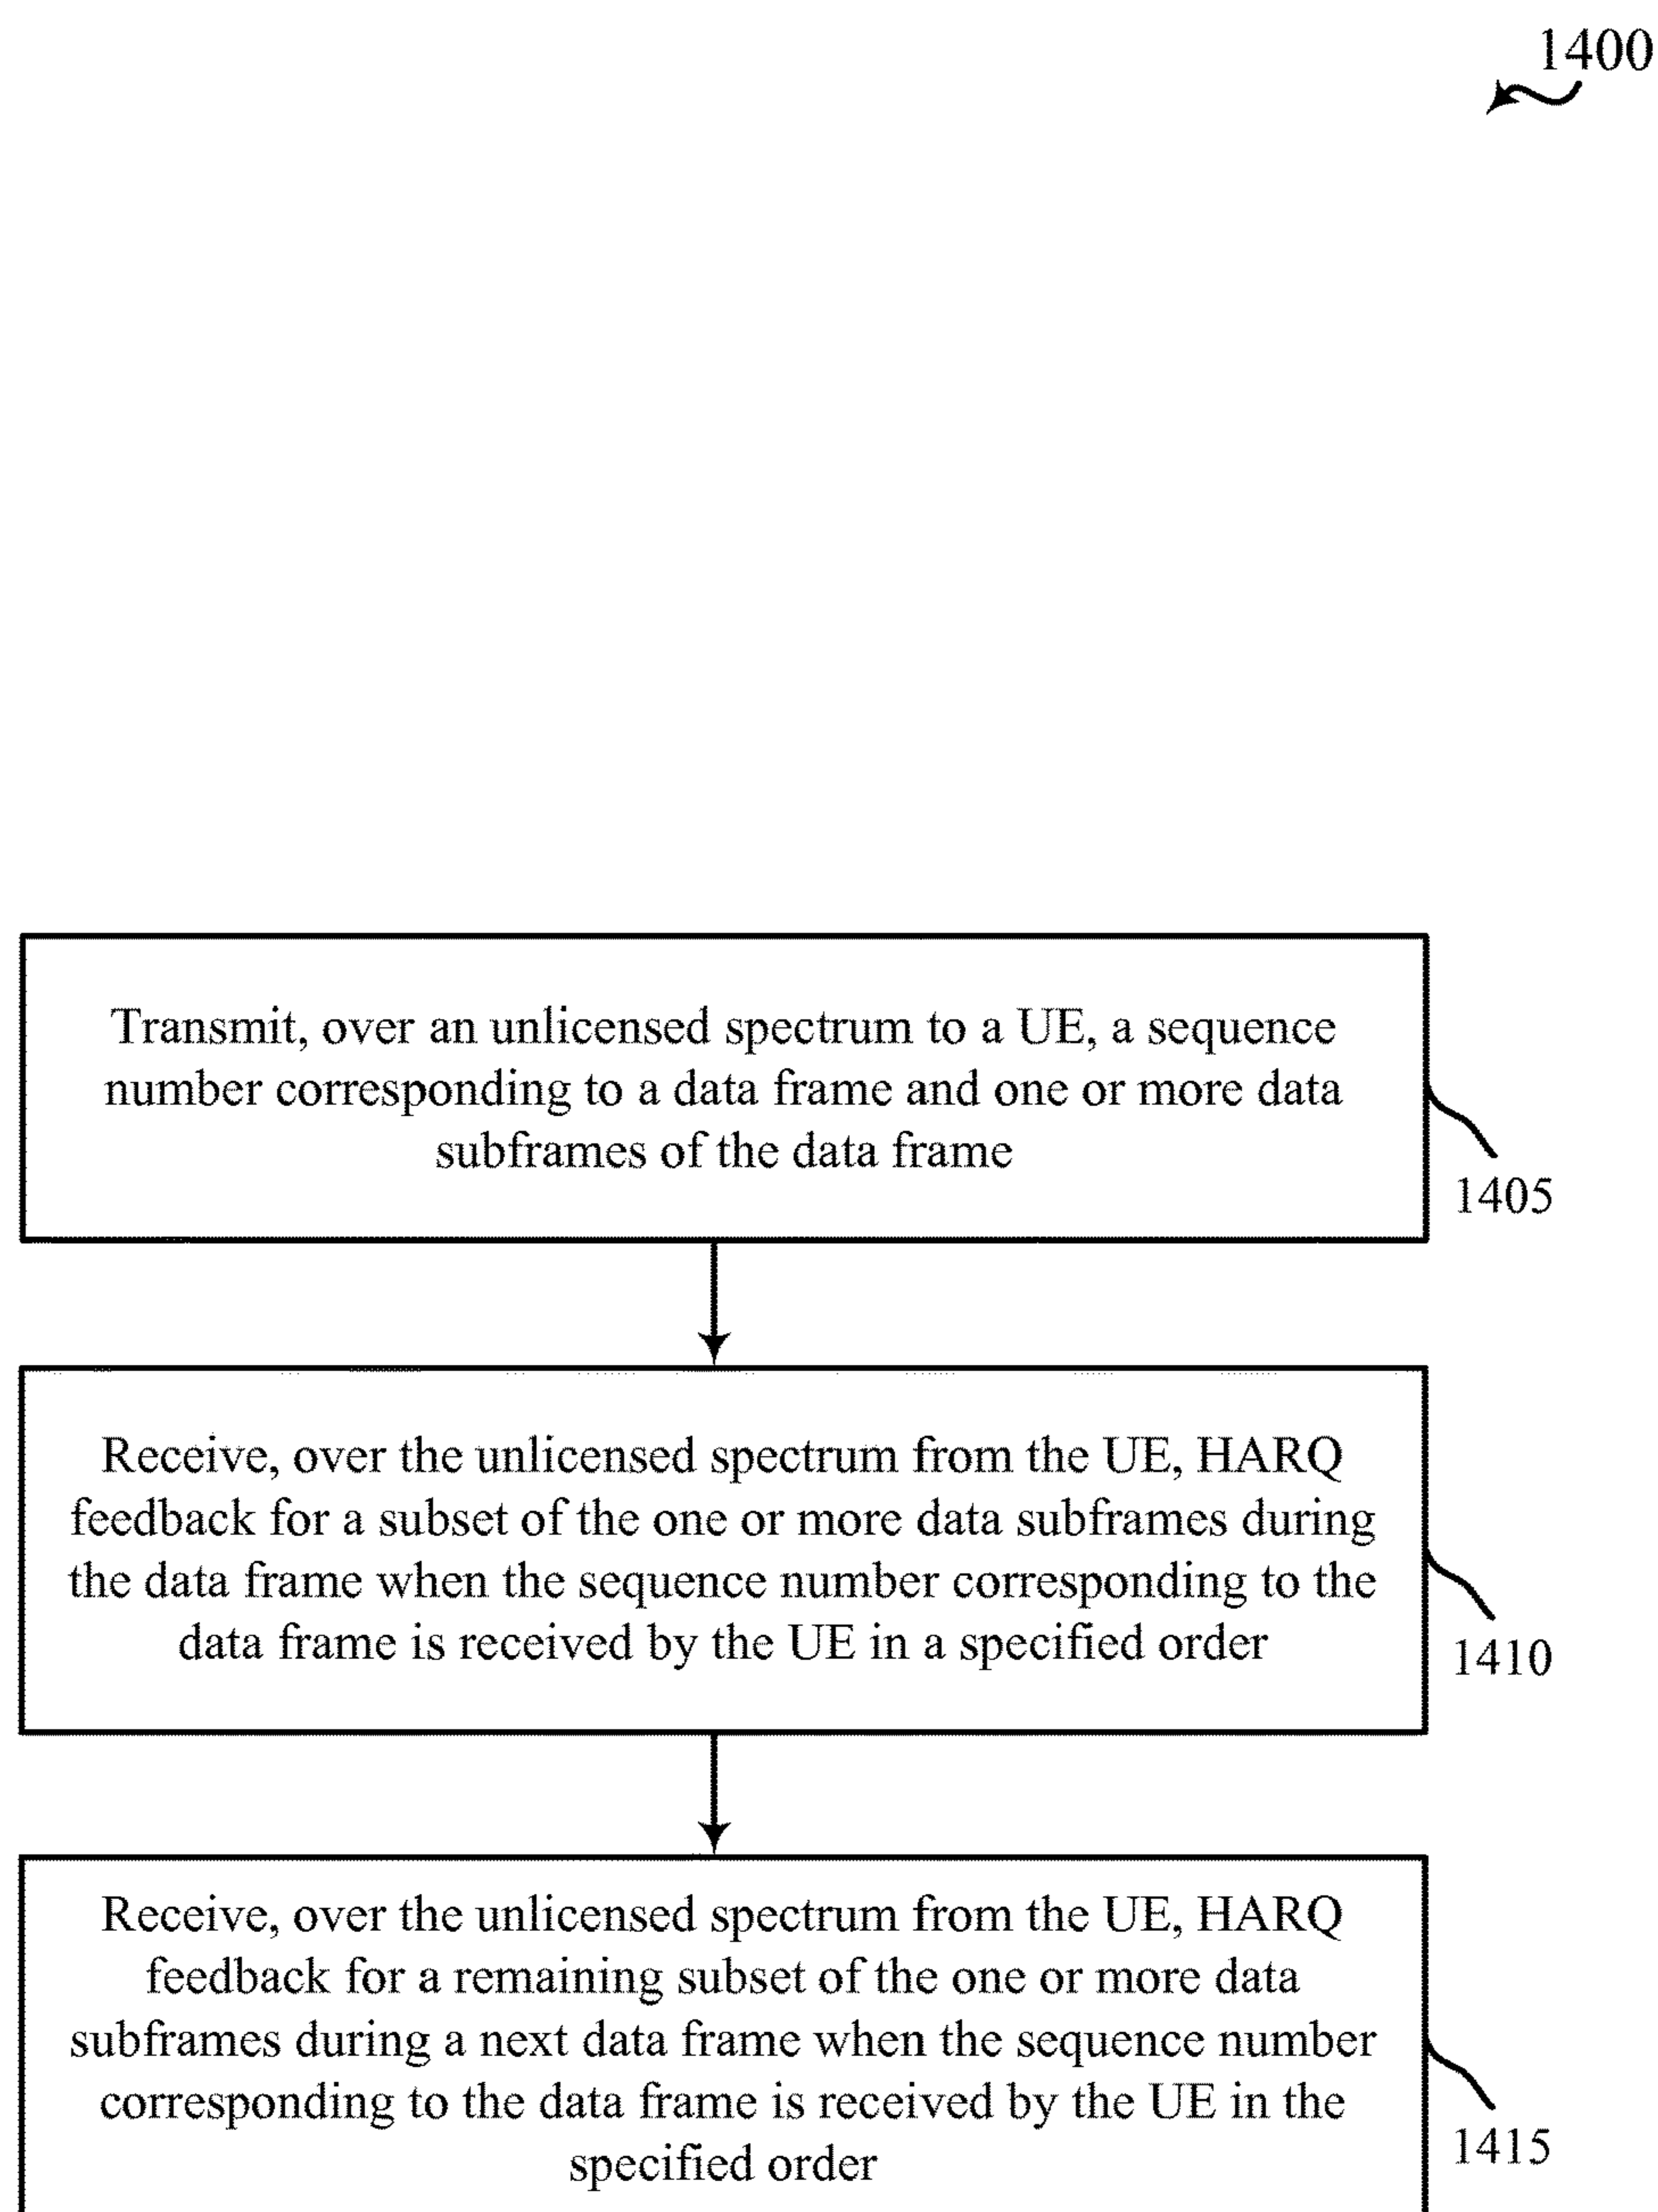 1400
Transmit, over an unlicensed spectrum to a UE, a sequence
number corresponding to a data frame and one or more data
subframes of the data frame
1405
Receive, over the unlicensed spectrum from the UE, HARQ
feedback for a subset of the one or more data subframes during
the data frame when the sequence number corresponding to the
data frame is received by the UE in a specified order
1410
Receive, over the unlicensed spectrum from the UE, HARQ
feedback for a remaining subset of the one or more data
subframes during a next data frame when the sequence number
corresponding to the data frame is received by the UE in the
specified order
1415